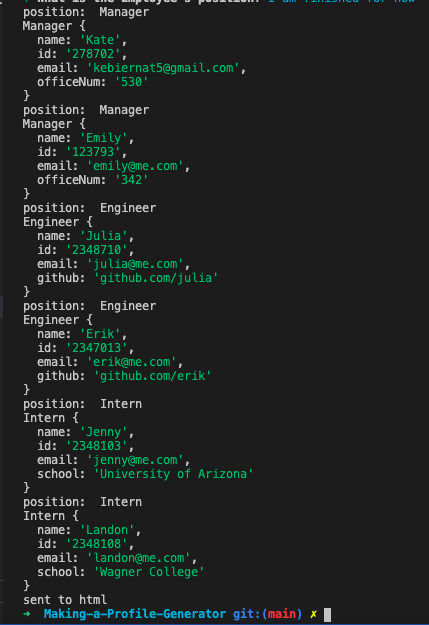 ➜ What is the Employee's position? I am finished for now
position:  Manager
Manager {
  name: 'Kate',
  id: '278702',
  email: 'kebiernat5@gmail.com',
  officeNum: '530'
}
position:  Manager
Manager {
  name: 'Emily',
  id: '123793',
  email: 'emily@me.com',
  officeNum: '342'
}
position:  Engineer
Engineer {
  name: 'Julia',
  id: '2348710',
  email: 'julia@me.com',
  github: 'github.com/julia'
}
position:  Engineer
Engineer {
  name: 'Erik',
  id: '2347013',
  email: 'erik@me.com',
  github: 'github.com/erik'
}
position:  Intern
Intern {
  name: 'Jenny',
  id: '2348103',
  email: 'jenny@me.com',
  school: 'University of Arizona'
}
position:  Intern
Intern {
  name: 'Landon',
  id: '2348108',
  email: 'landon@me.com',
  school: 'Wagner College'
}
sent to html
➜  Making-a-Profile-Generator git:(main) ✗